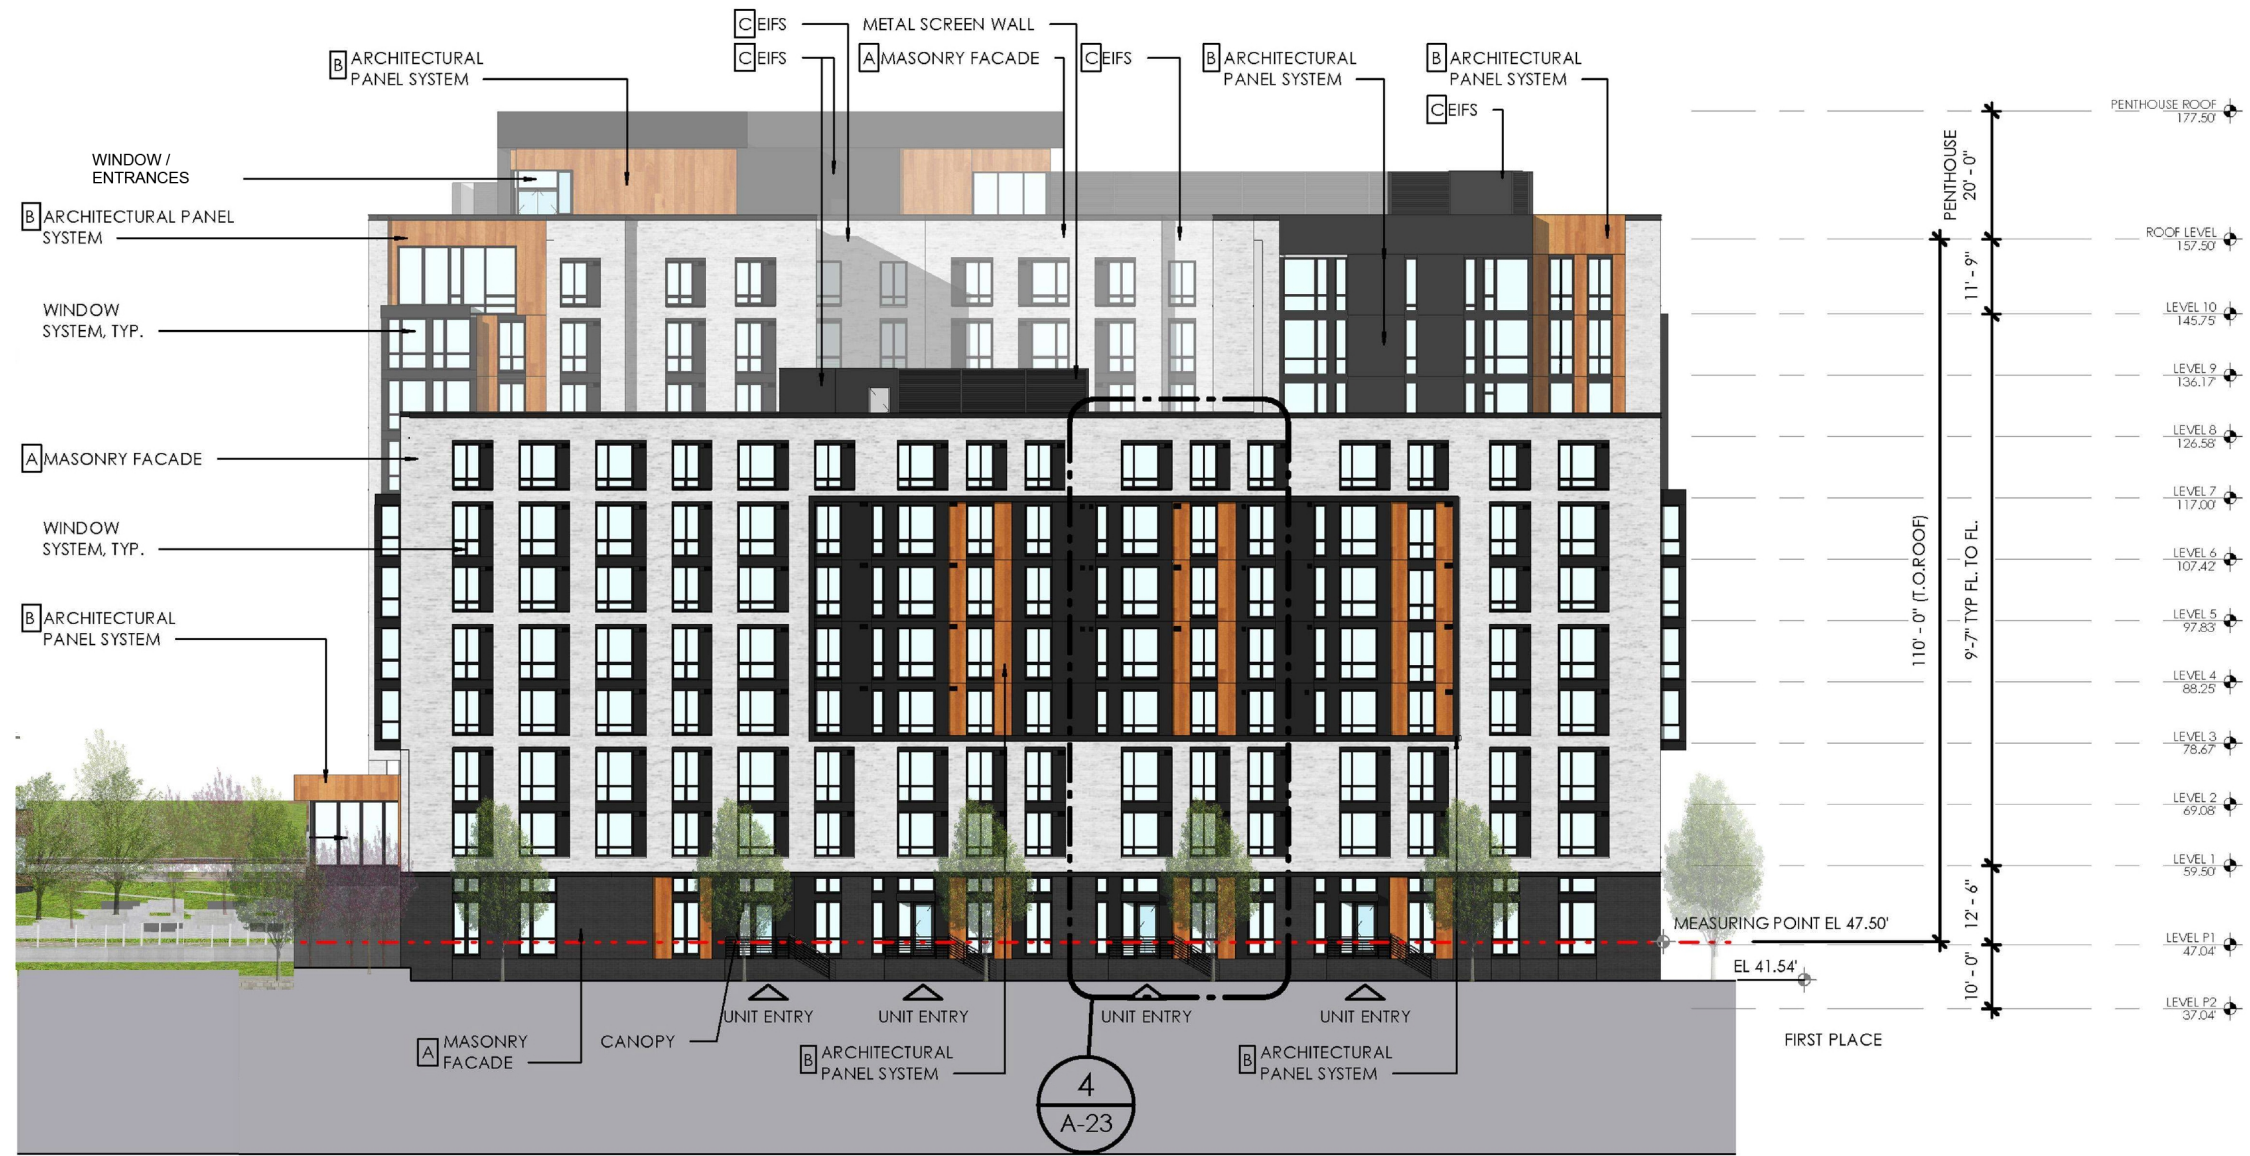 C EIFS
METAL SCREEN WALL
C EIFS
A MASONRY FACADE
C EIFS
B ARCHITECTURAL
PANEL SYSTEM
B ARCHITECTURAL
PANEL SYSTEM
B ARCHITECTURAL
PANEL SYSTEM
C EIFS
WINDOW /
ENTRANCES
B ARCHITECTURAL PANEL
SYSTEM
WINDOW
SYSTEM, TYP.
A MASONRY FACADE
WINDOW
SYSTEM, TYP.
B ARCHITECTURAL
PANEL SYSTEM
PENTHOUSE ROOF
177.50'
PENTHOUSE
20' - 0"
ROOF LEVEL
157.50'
11' - 9"
LEVEL 10
145.75'
LEVEL 9
136.17'
LEVEL 8
126.58'
LEVEL 7
117.00'
LEVEL 6
107.42'
110' - 0" (T.O.ROOF)
9'-7" TYP FL. TO FL.
LEVEL 5
97.83'
LEVEL 4
88.25'
LEVEL 3
78.67'
LEVEL 2
69.08'
LEVEL 1
59.50'
12' - 6"
MEASURING POINT EL 47.50'
LEVEL P1
47.04'
EL 41.54'
10' - 0"
LEVEL P2
37.04'
FIRST PLACE
UNIT ENTRY
UNIT ENTRY
UNIT ENTRY
UNIT ENTRY
A MASONRY
FACADE
CANOPY
B ARCHITECTURAL
PANEL SYSTEM
B ARCHITECTURAL
PANEL SYSTEM
4
A-23